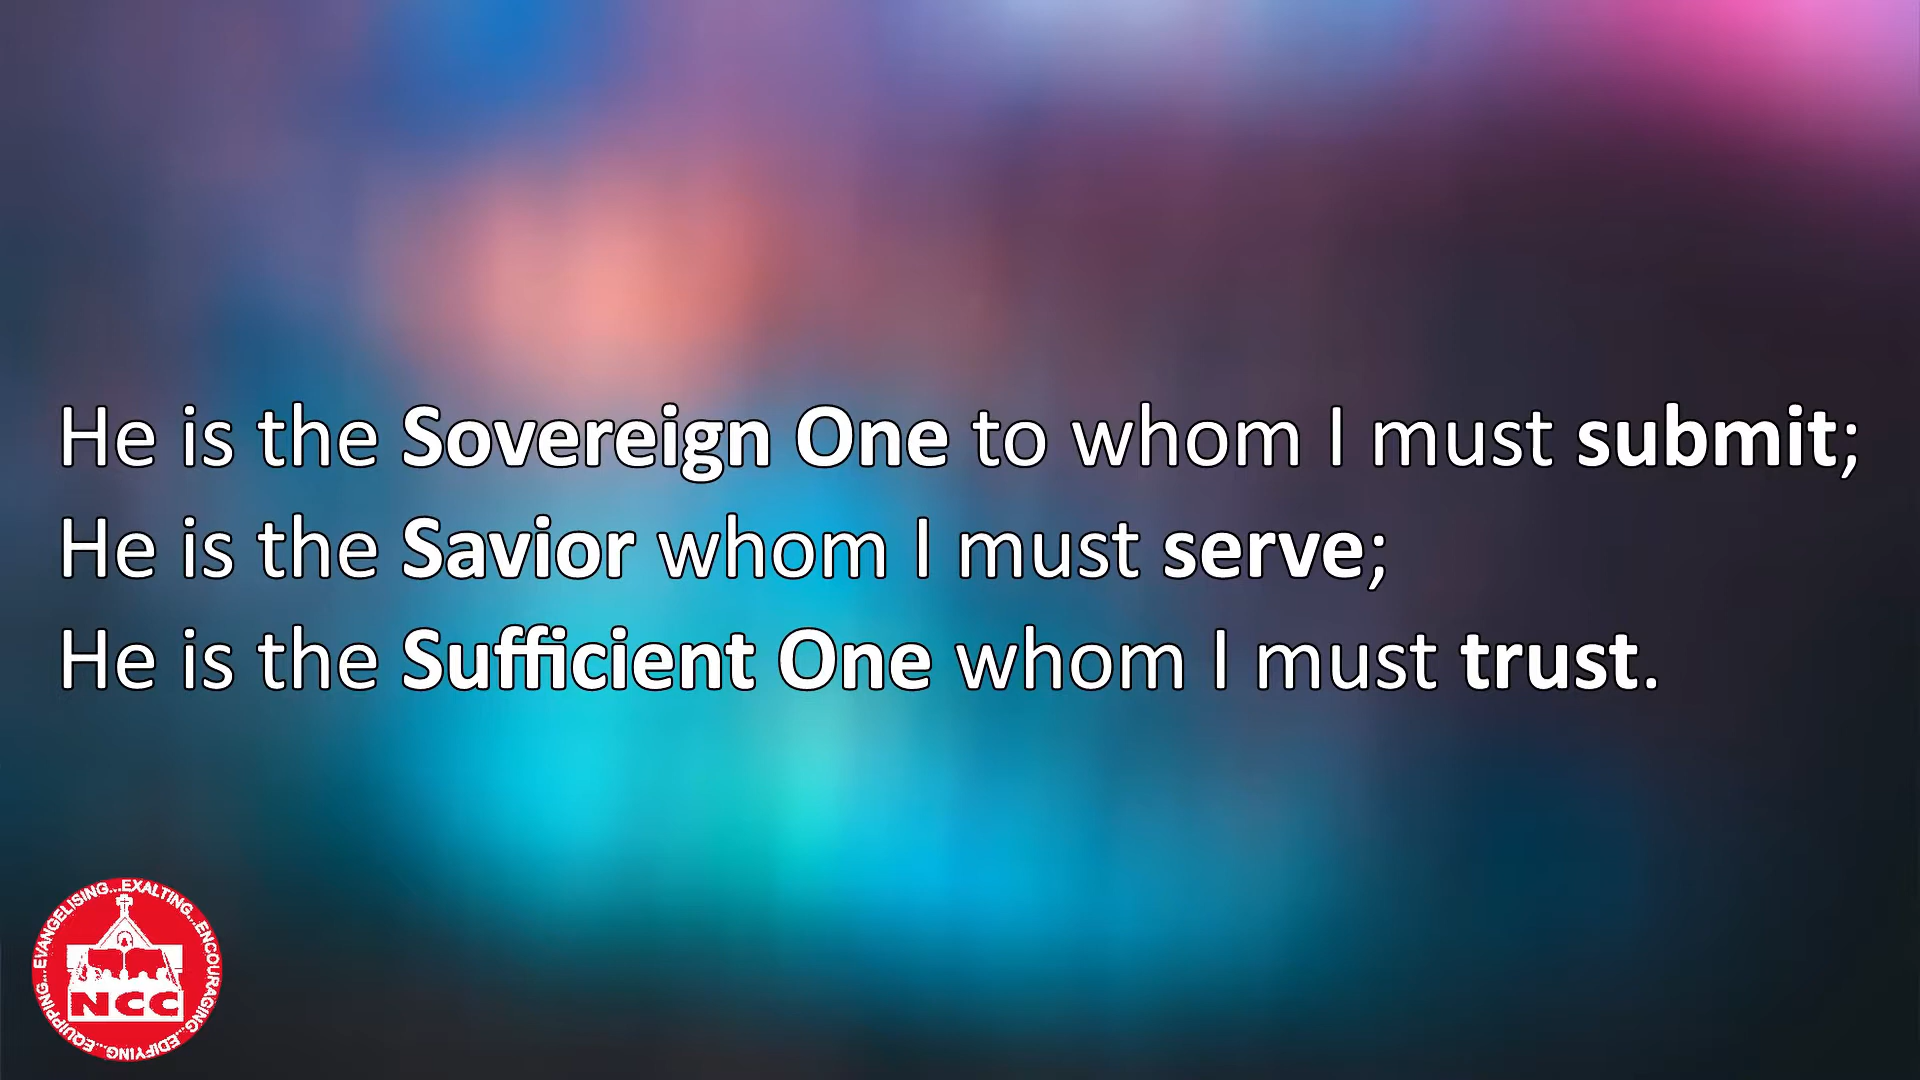 He is the Sovereign One to whom I must submit;
He is the Savior whom I must serve;
He is the Sufficient One whom I must trust.
EVANGELISING...EXALTING...ENCOURAGING...EDIFYING...EQUIPPING...
NCC